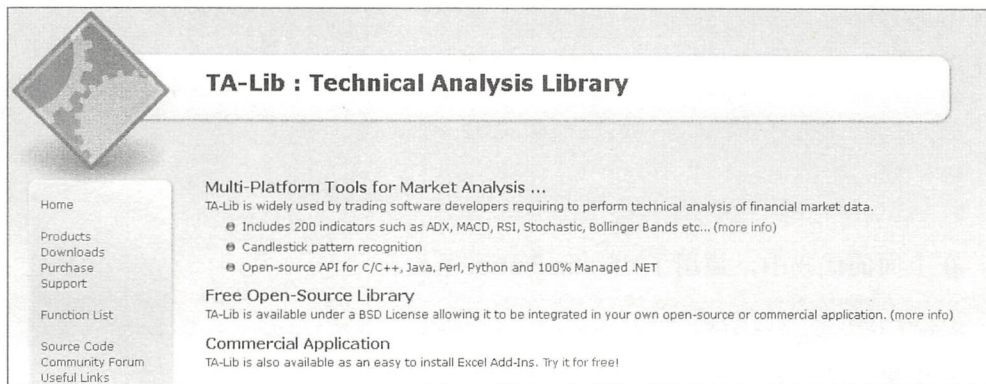 TA-Lib : Technical Analysis Library
Home
Products
Downloads
Purchase
Support
Function List
Source Code
Community Forum
Useful Links
Multi-Platform Tools for Market Analysis ...
TA-Lib is widely used by trading software developers requiring to perform technical analysis of financial market data.
Includes 200 indicators such as ADX, MACD, RSI, Stochastic, Bollinger Bands etc... (more info)
Candlestick pattern recognition
Open-source API for C/C++, Java, Perl, Python and 100% Managed .NET
Free Open-Source Library
TA-Lib is available under a BSD License allowing it to be integrated in your own open-source or commercial application. (more info)
Commercial Application
TA-Lib is also available as an easy to install Excel Add-Ins. Try it for free!